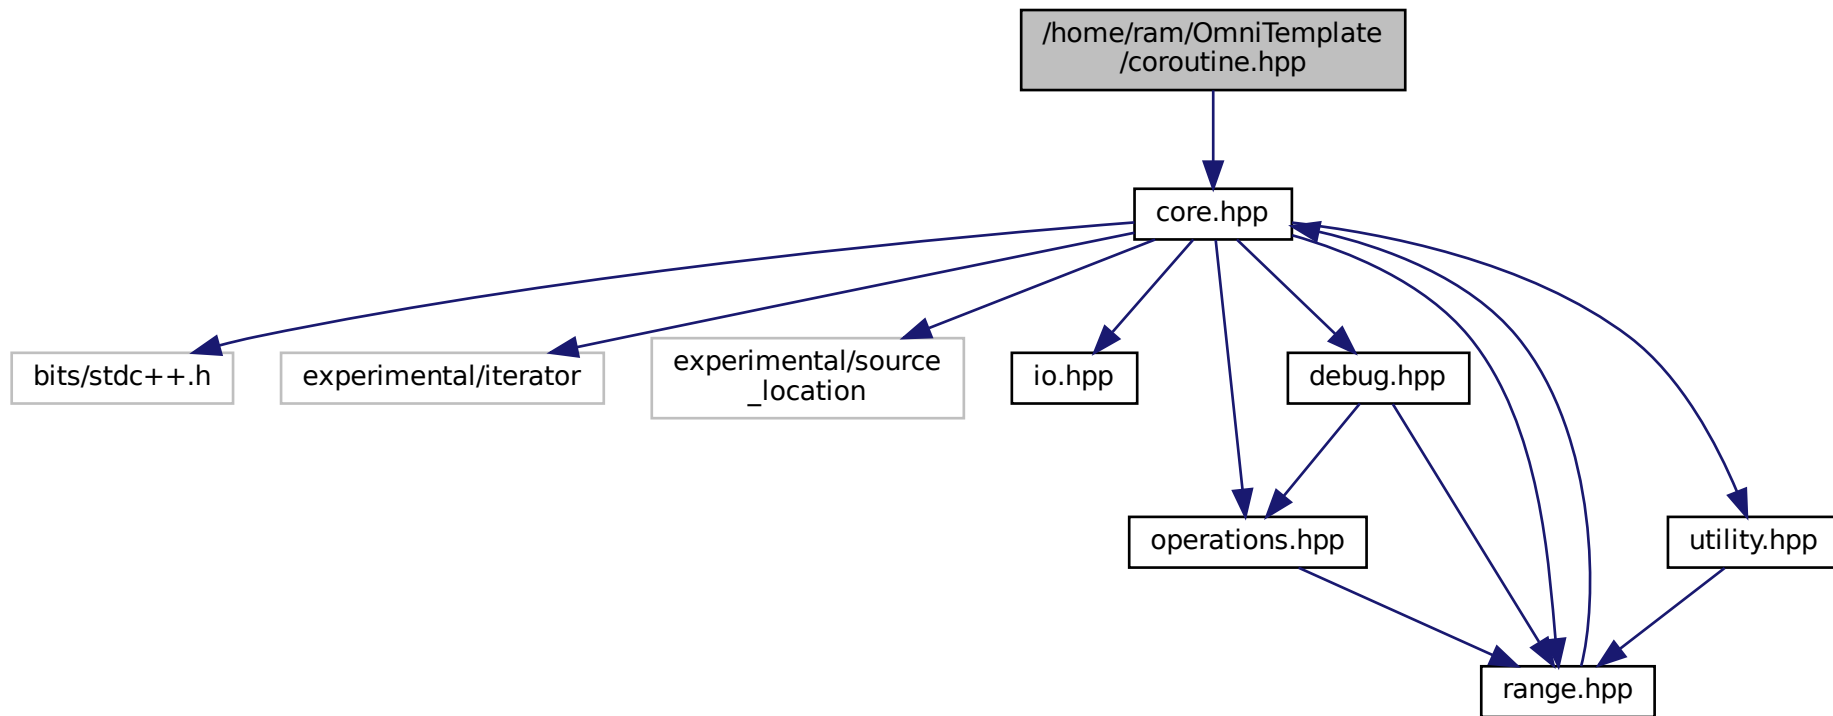 /home/ram/OmniTemplate
/coroutine.hpp
core.hpp
bits/stdc++.h
experimental/iterator
experimental/source
_location
io.hpp
debug.hpp
operations.hpp
utility.hpp
range.hpp